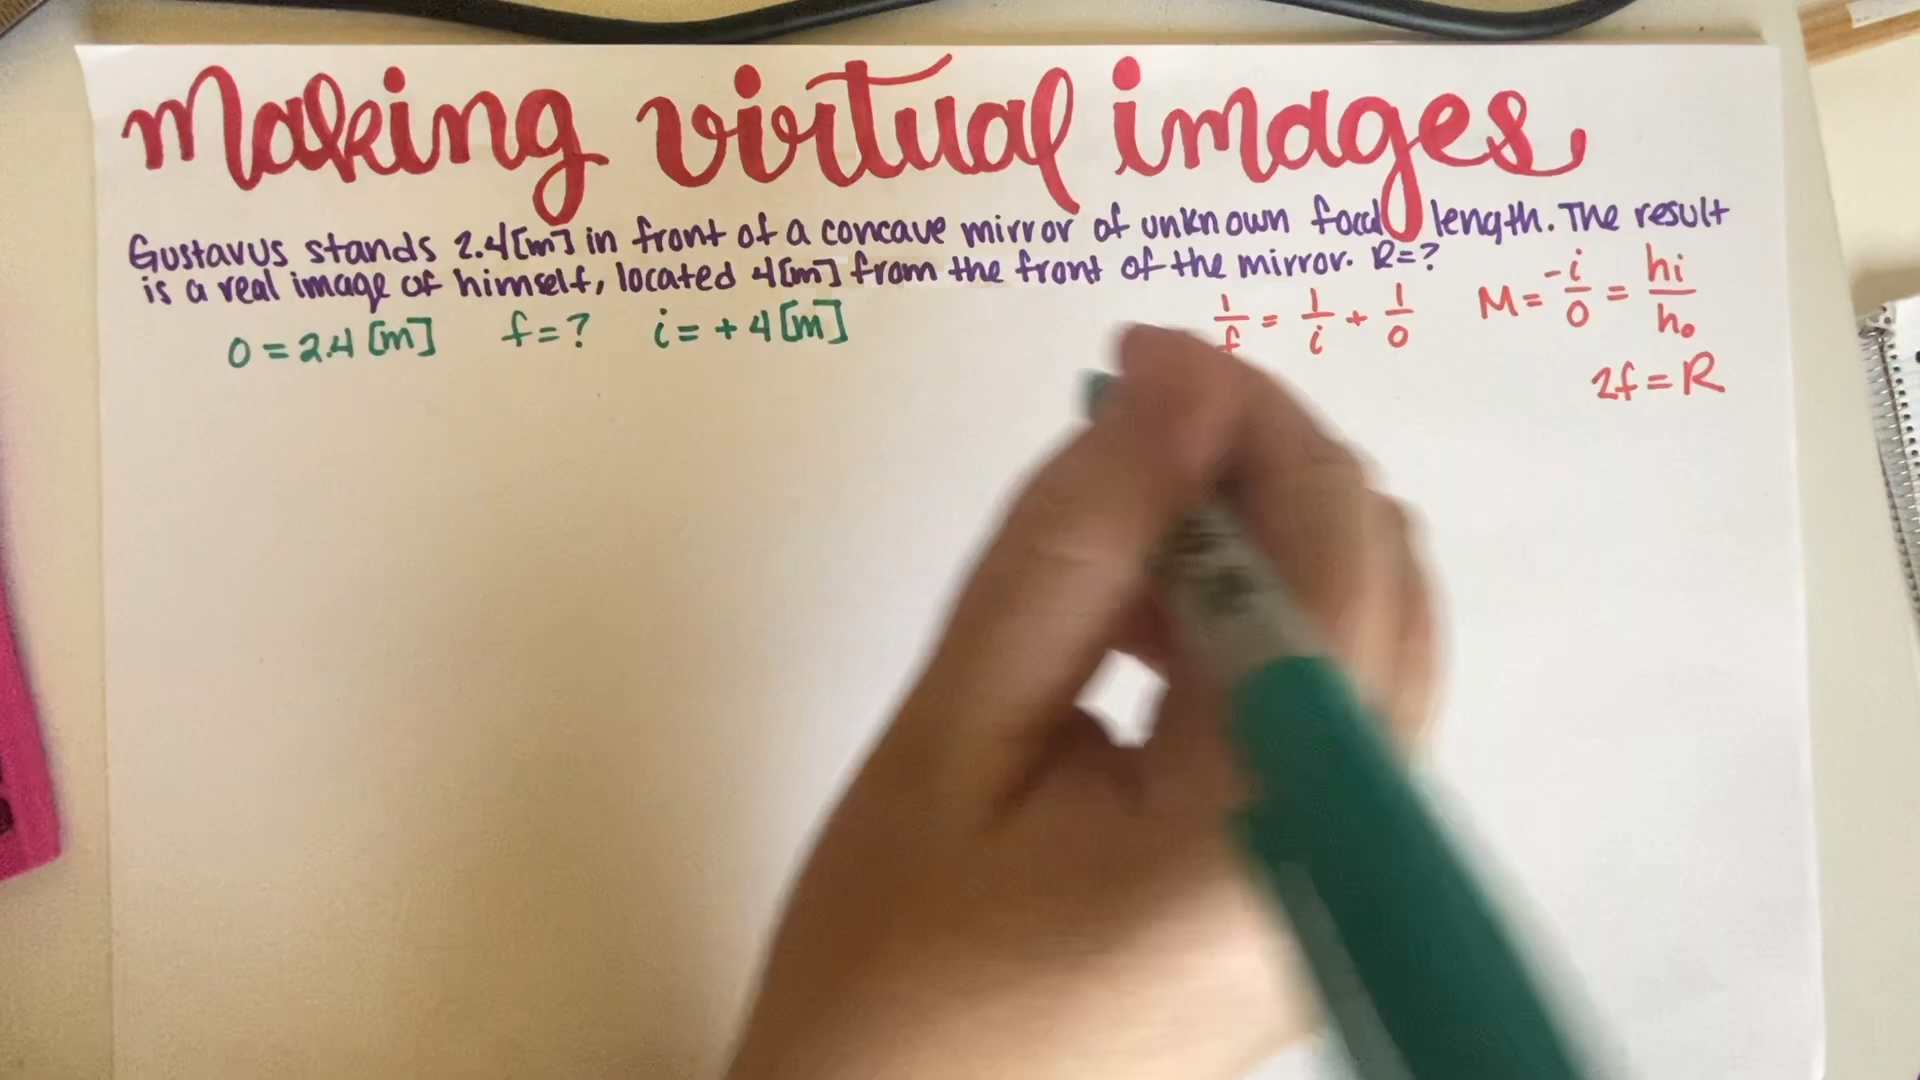 Making virtual images
Gustavus stands 2.4[m] in front of a concave mirror of unknown focal length. The result
is a real image of himself, located 4[m] from the front of the mirror. R=?
o = 2.4 [m] f = ? i = + 4 [m]
1/f = 1/i + 1/o
M = -i/o = hi/ho
2f = R